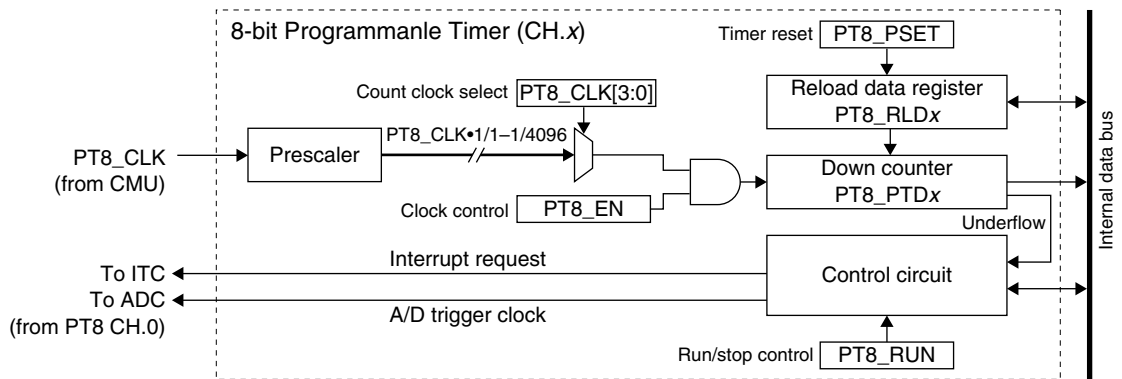 8-bit Programmanle Timer (CH.x)
Timer reset
PT8_PSET
Count clock select
PT8_CLK[3:0]
Reload data register
PT8_RLDx
PT8_CLK•1/1–1/4096
PT8_CLK
(from CMU)
Prescaler
Down counter
PT8_PTDx
Clock control
PT8_EN
Underflow
Internal data bus
Interrupt request
Control circuit
To ITC
To ADC
(from PT8 CH.0)
A/D trigger clock
Run/stop control
PT8_RUN